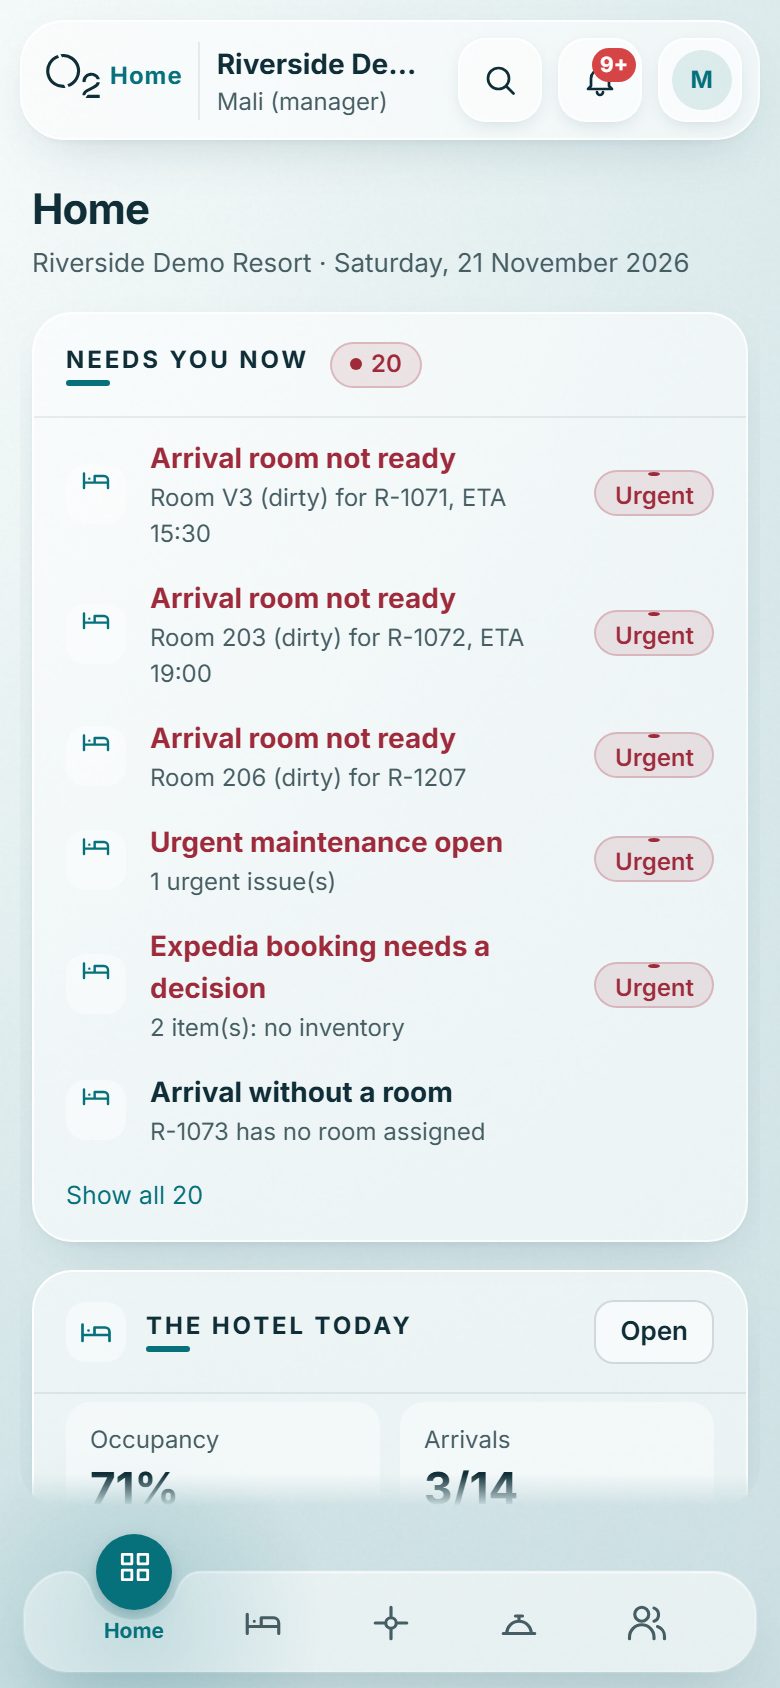 O2 Home
Riverside De...
Mali (manager)
9+
M
Home
Riverside Demo Resort · Saturday, 21 November 2026
NEEDS YOU NOW
20
Arrival room not ready
Room V3 (dirty) for R-1071, ETA
15:30
Urgent
Arrival room not ready
Room 203 (dirty) for R-1072, ETA
19:00
Urgent
Arrival room not ready
Room 206 (dirty) for R-1207
Urgent
Urgent maintenance open
1 urgent issue(s)
Urgent
Expedia booking needs a
decision
2 item(s): no inventory
Urgent
Arrival without a room
R-1073 has no room assigned
Show all 20
THE HOTEL TODAY
Open
Occupancy
71%
Arrivals
3/14
Home